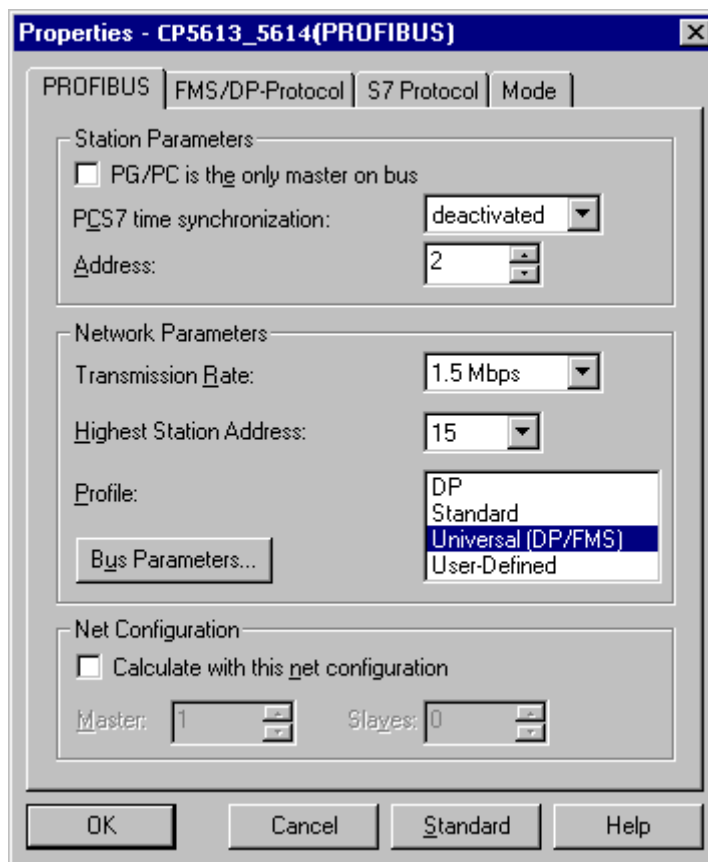 Properties - CP5613_5614(PROFIBUS)
PROFIBUS FMS/DP-Protocol S7 Protocol Mode
Station Parameters
PG/PC is the only master on bus
PCS7 time synchronization: deactivated
Address: 2
Network Parameters
Transmission Rate: 1.5 Mbps
Highest Station Address: 15
Profile: DP
Standard
Universal (DP/FMS)
User-Defined
Bus Parameters...
Net Configuration
Calculate with this net configuration
Master: 1 Slaves: 0
OK Cancel Standard Help